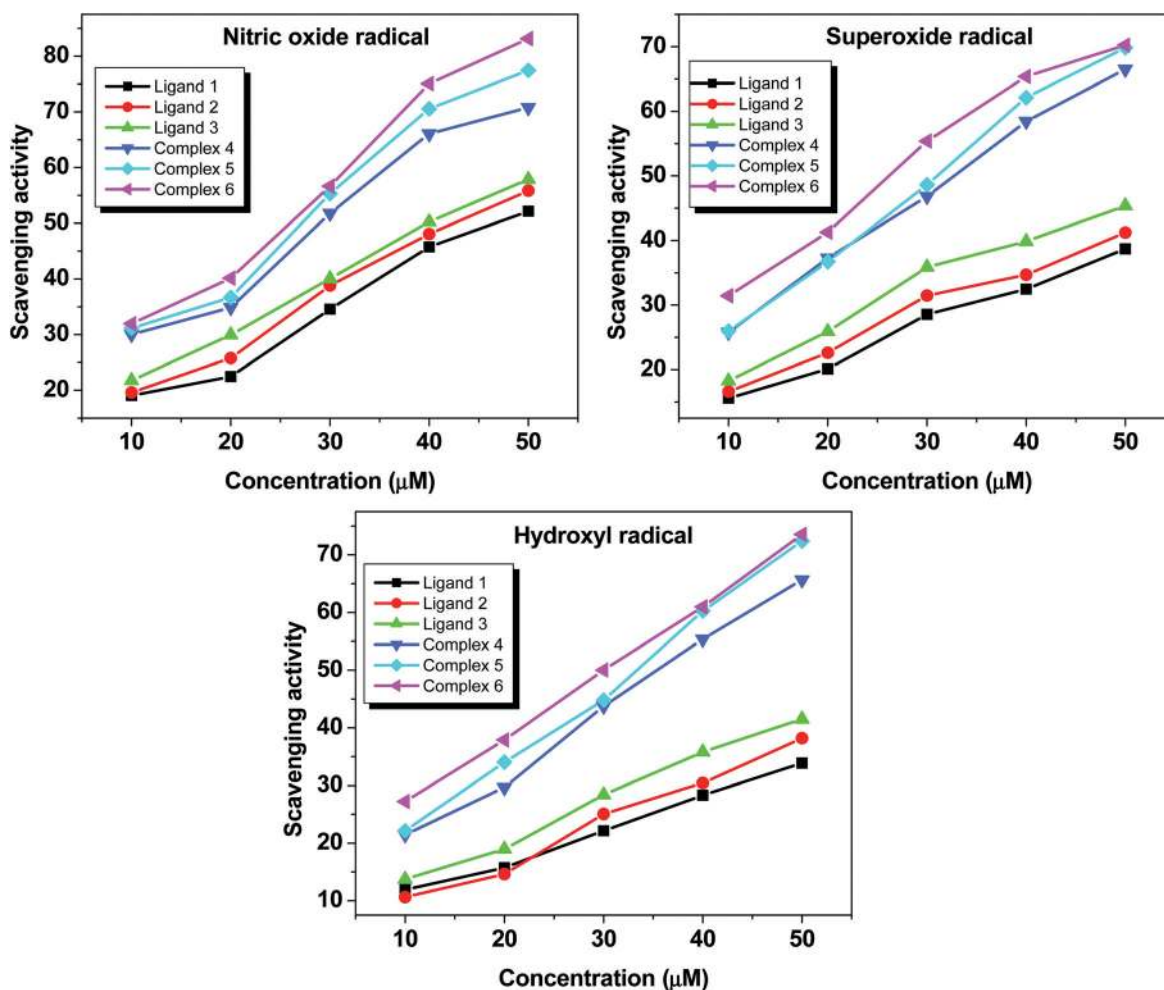 Nitric oxide radical
Scavenging activity
80
70
60
50
40
30
20
Ligand 1
Ligand 2
Ligand 3
Complex 4
Complex 5
Complex 6
10 20 30 40 50
Concentration (μM)
Superoxide radical
Scavenging activity
70
60
50
40
30
20
Ligand 1
Ligand 2
Ligand 3
Complex 4
Complex 5
Complex 6
10 20 30 40 50
Concentration (μM)
Hydroxyl radical
Scavenging activity
70
60
50
40
30
20
10
Ligand 1
Ligand 2
Ligand 3
Complex 4
Complex 5
Complex 6
10 20 30 40 50
Concentration (μM)